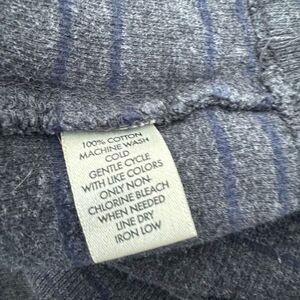 100% COTTON
MACHINE WASH
COLD
GENTLE CYCLE
WITH LIKE COLORS
ONLY NON-
CHLORINE BLEACH
WHEN NEEDED
LINE DRY
IRON LOW